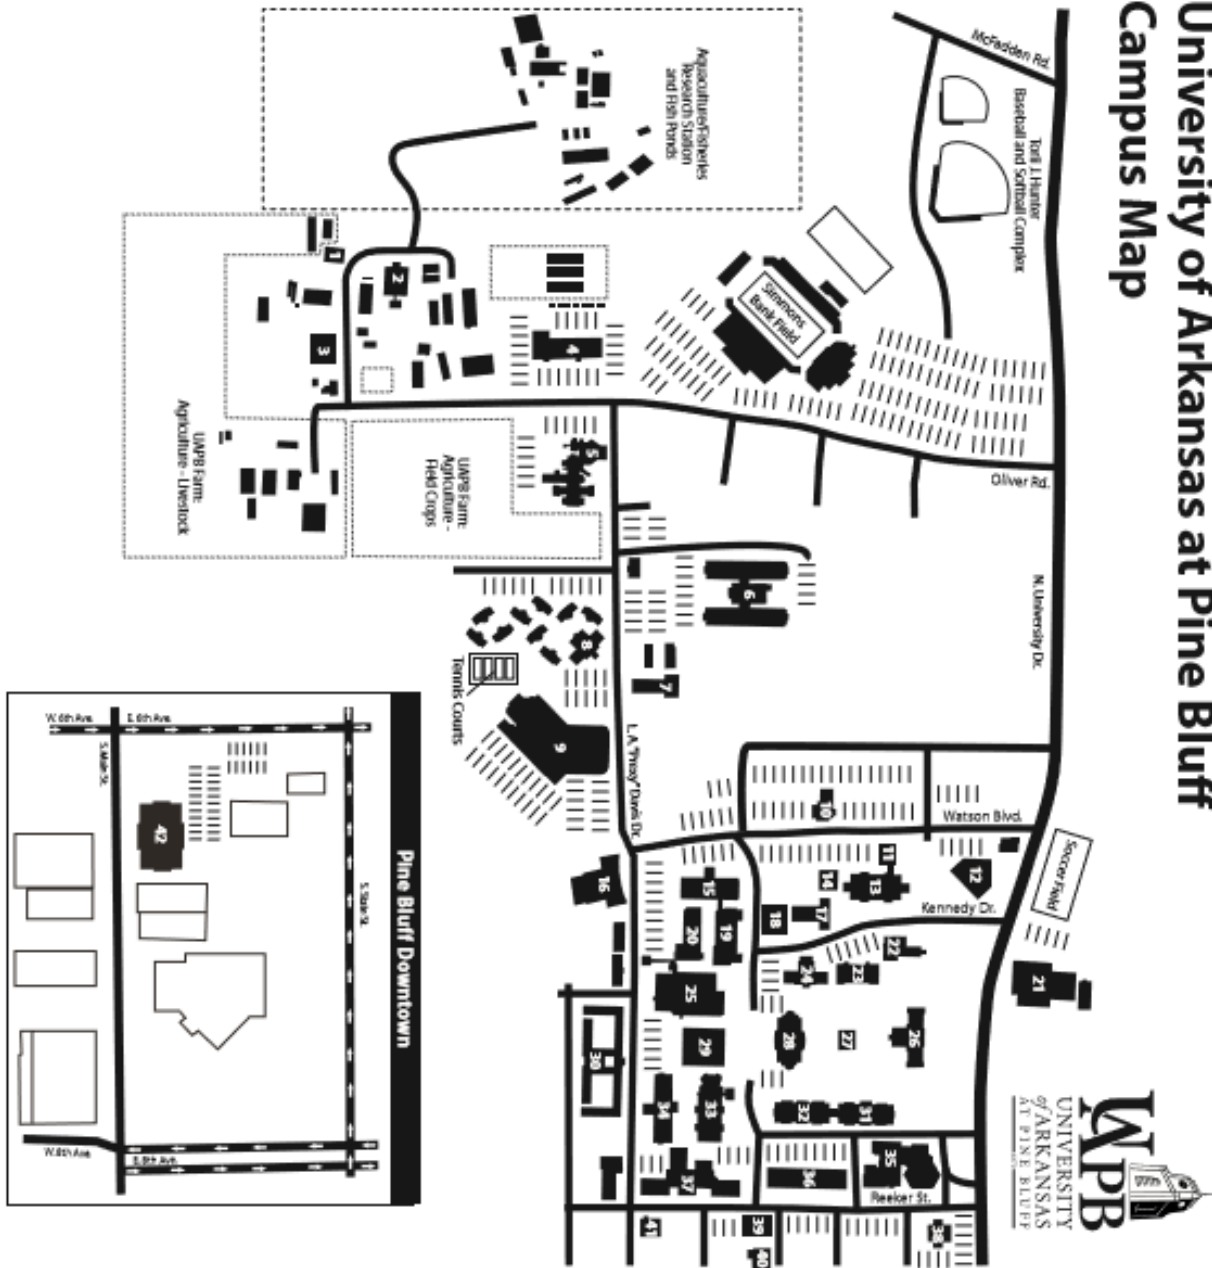 University of Arkansas at Pine Bluff
Campus Map
McFadden Rd.
Torii J. Hunter
Baseball and Softball Complex
Aquaculture/Fisheries
Research Station
and Fish Ponds
Simmons
Bank Field
Oliver Rd.
N. University Dr.
1
2
3
4
5
6
7
8
9
UAPB Farm:
Agriculture - Livestock
UAPB Farm:
Agriculture -
Field Crops
Tennis Courts
L. A. "Prexy" Davis Dr.
Watson Blvd.
Soccer Field
Kennedy Dr.
10
11
12
13
14
15
16
17
18
19
20
21
22
23
24
25
26
27
28
29
30
31
32
33
34
35
36
37
38
39
40
41
Reeker St.
UAPB
UNIVERSITY
of ARKANSAS
AT PINE BLUFF
Pine Bluff Downtown
W. 6th Ave.
E. 6th Ave.
S. Main St.
S. State St.
42
W. 8th Ave.
E. 8th Ave.